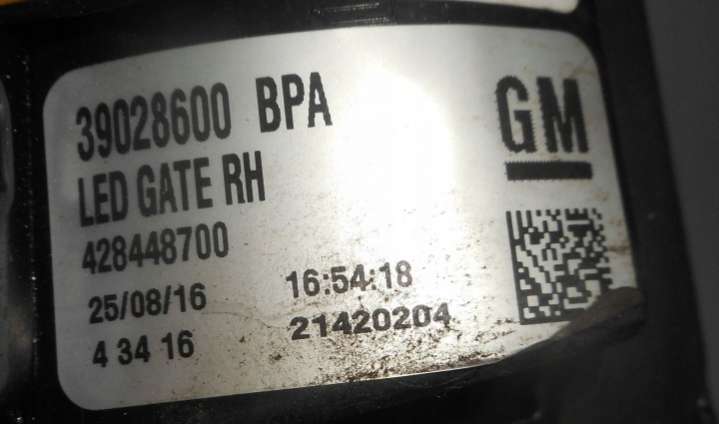 39028600 BPA
GM
LED GATE RH
428448700
25/08/16 16:54:18
4 34 16 21420204